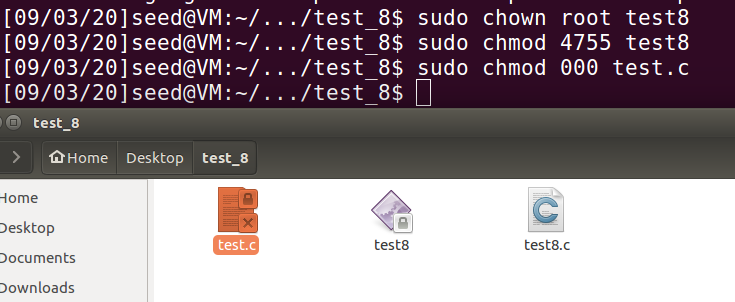 [09/03/20]seed@VM:~/.../test_8$ sudo chown root test8
[09/03/20]seed@VM:~/.../test_8$ sudo chmod 4755 test8
[09/03/20]seed@VM:~/.../test_8$ sudo chmod 000 test.c
[09/03/20]seed@VM:~/.../test_8$
test_8
Home Desktop test_8
Home
Desktop
Documents
Downloads
test.c test8 test8.c